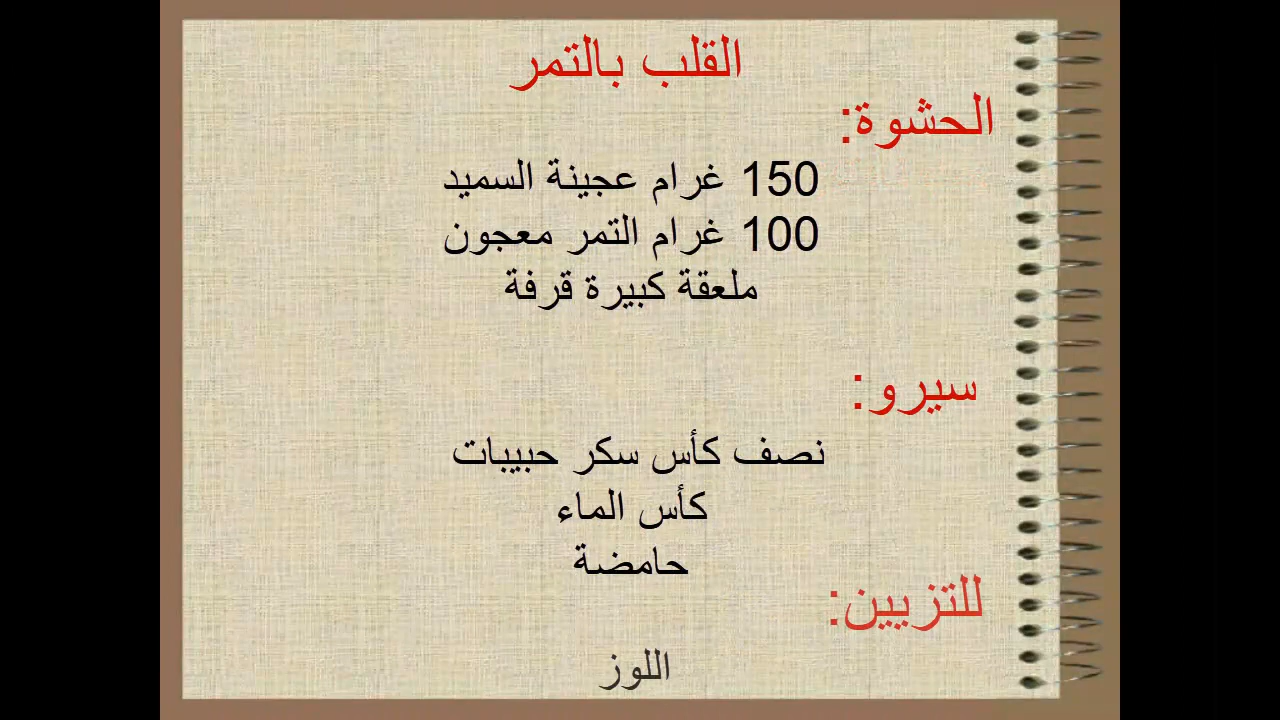 القلب بالتمر
الحشوة:
150 غرام عجينة السميد
100 غرام التمر معجون
ملعقة كبيرة قرفة
سيرو:
نصف كأس سكر حبيبات
كأس الماء
حامضة
للتزيين:
اللوز